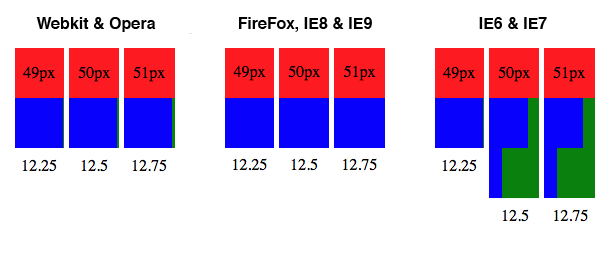 Webkit & Opera FireFox, IE8 & IE9 IE6 & IE7
49px 50px 51px 49px 50px 51px 49px 50px 51px
12.25 12.5 12.75 12.25 12.5 12.75 12.25
12.5 12.75